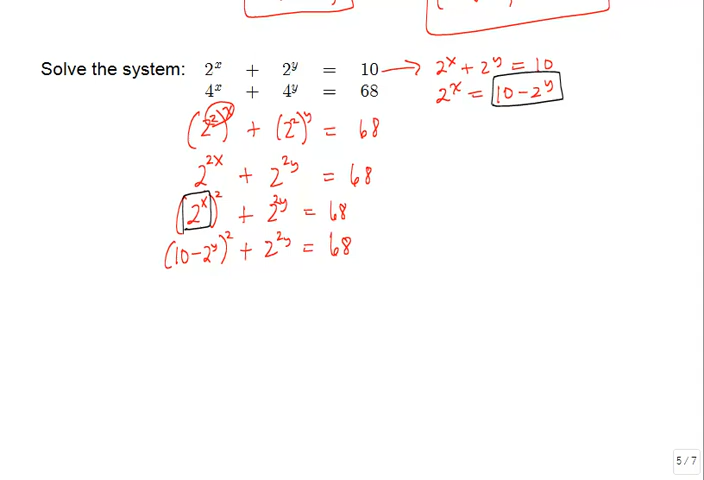 Solve the system: 2^x + 2^y = 10 → 2^x + 2^y = 10
4^x + 4^y = 68
2^x = 10 - 2^y
(2^2)^x + (2^2)^y = 68
2^{2x} + 2^{2y} = 68
(2^x)^2 + 2^{2y} = 68
(10 - 2^y)^2 + 2^{2y} = 68
5 / 7